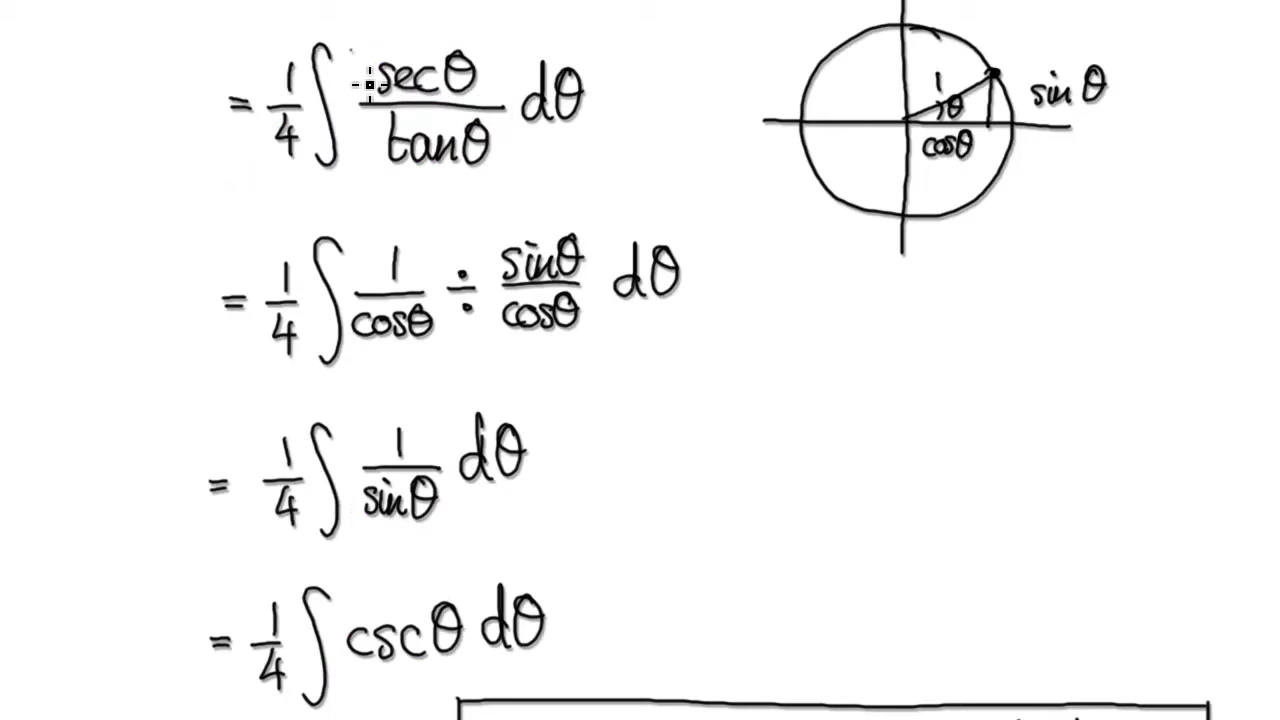 = 1/4 ∫ secθ/tanθ dθ
1
θ
sin θ
cosθ
= 1/4 ∫ 1/cosθ ÷ sinθ/cosθ dθ
= 1/4 ∫ 1/sinθ dθ
= 1/4 ∫ cscθ dθ